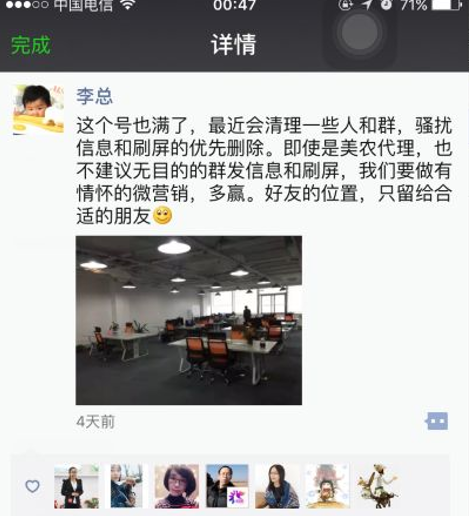 中国电信 00:47 71%
完成 详情
李总
这个号也满了，最近会清理一些人和群，骚扰
信息和刷屏的优先删除。即使是美农代理，也
不建议无目的的群发信息和刷屏，我们要做有
情怀的微营销，多赢。好友的位置，只留给合
适的朋友
4天前